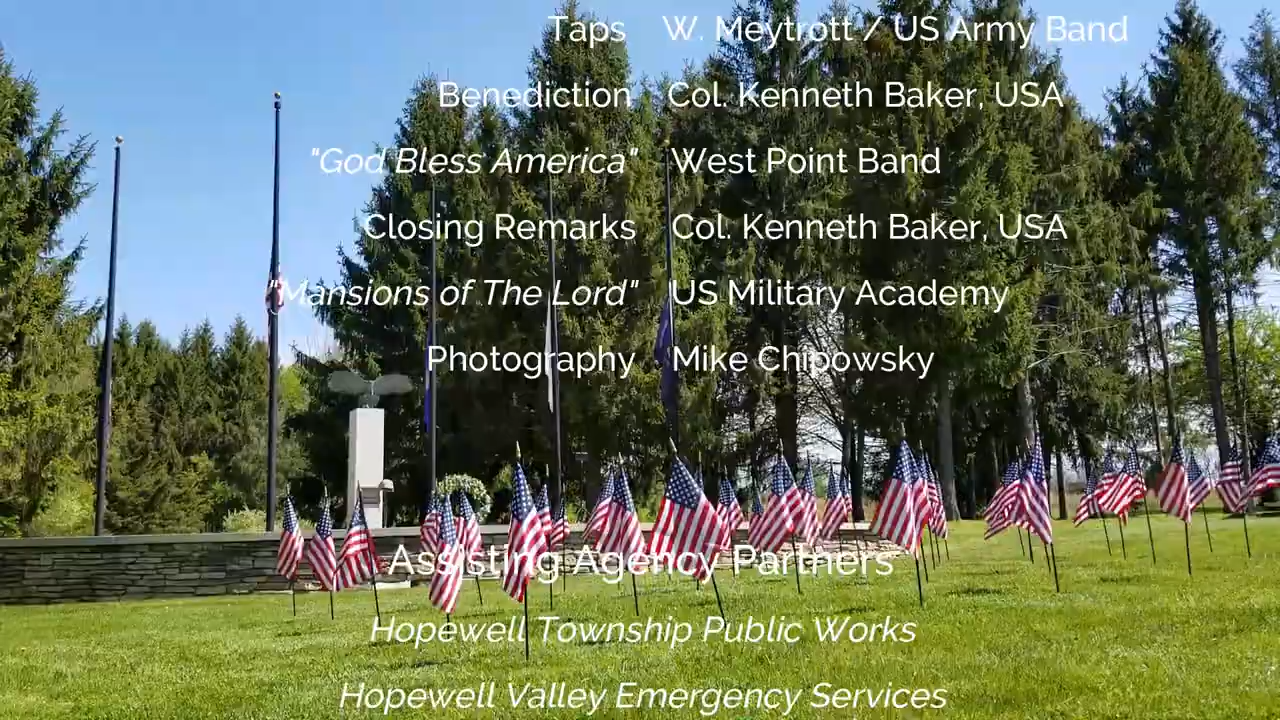 Taps W. Meytrott / US Army Band
Benediction Col. Kenneth Baker, USA
"God Bless America" West Point Band
Closing Remarks Col. Kenneth Baker, USA
"Mansions of The Lord" US Military Academy
Photography Mike Chipowsky
Assisting Agency Partners
Hopewell Township Public Works
Hopewell Valley Emergency Services